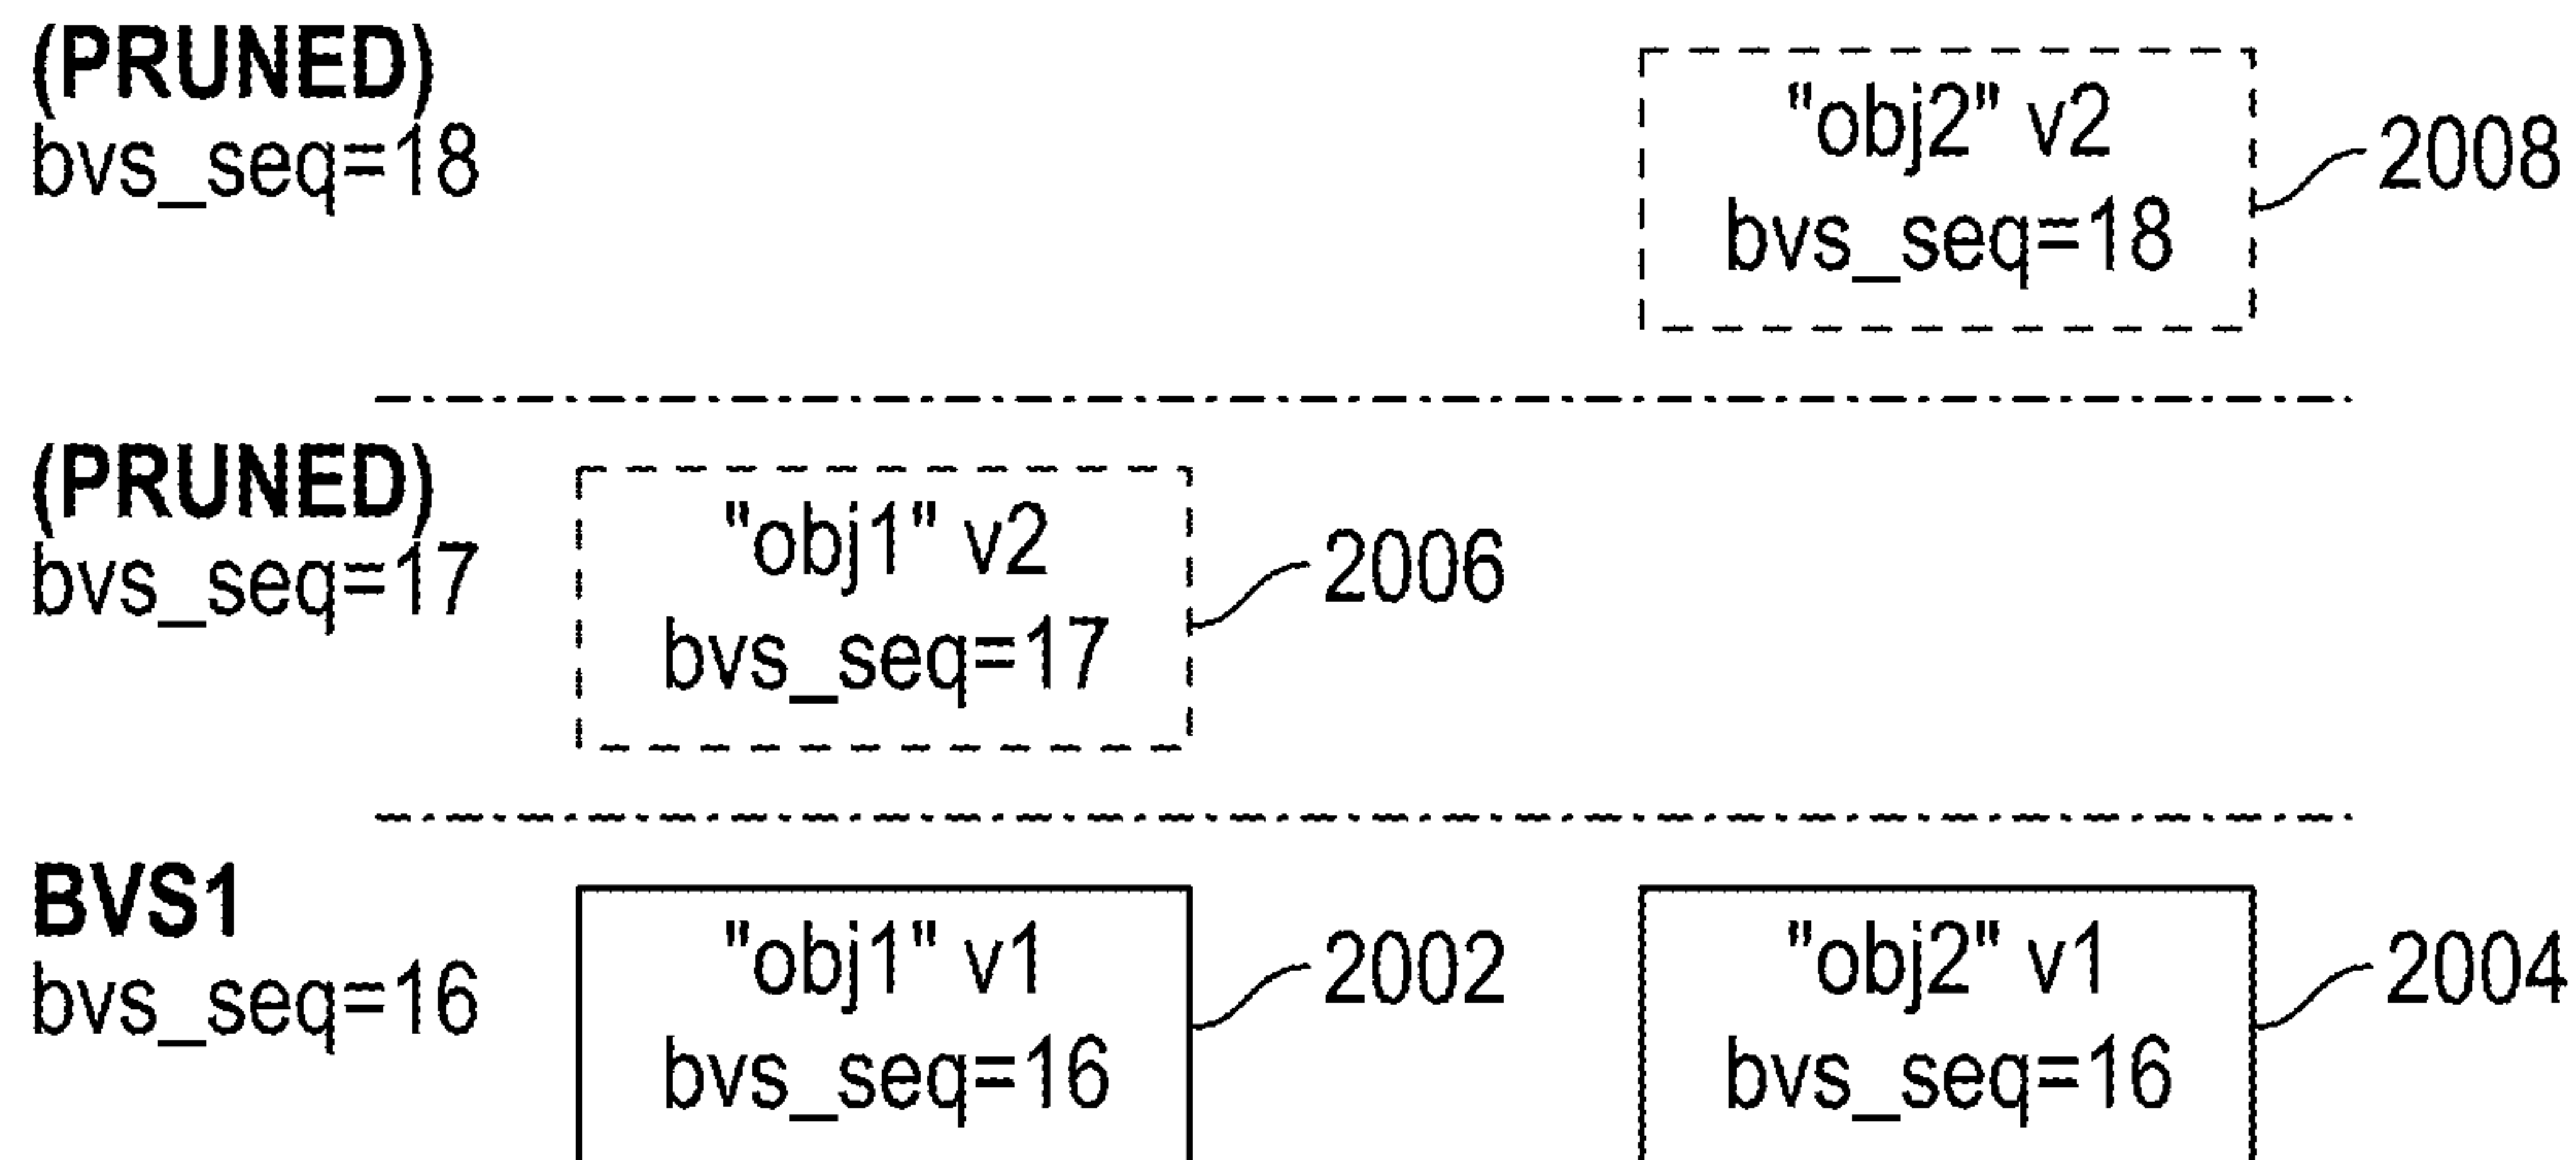 (PRUNED)
bvs_seq=18
"obj2" v2
bvs_seq=18
2008
(PRUNED)
bvs_seq=17
"obj1" v2
bvs_seq=17
2006
BVS1
bvs_seq=16
"obj1" v1
bvs_seq=16
2002
"obj2" v1
bvs_seq=16
2004